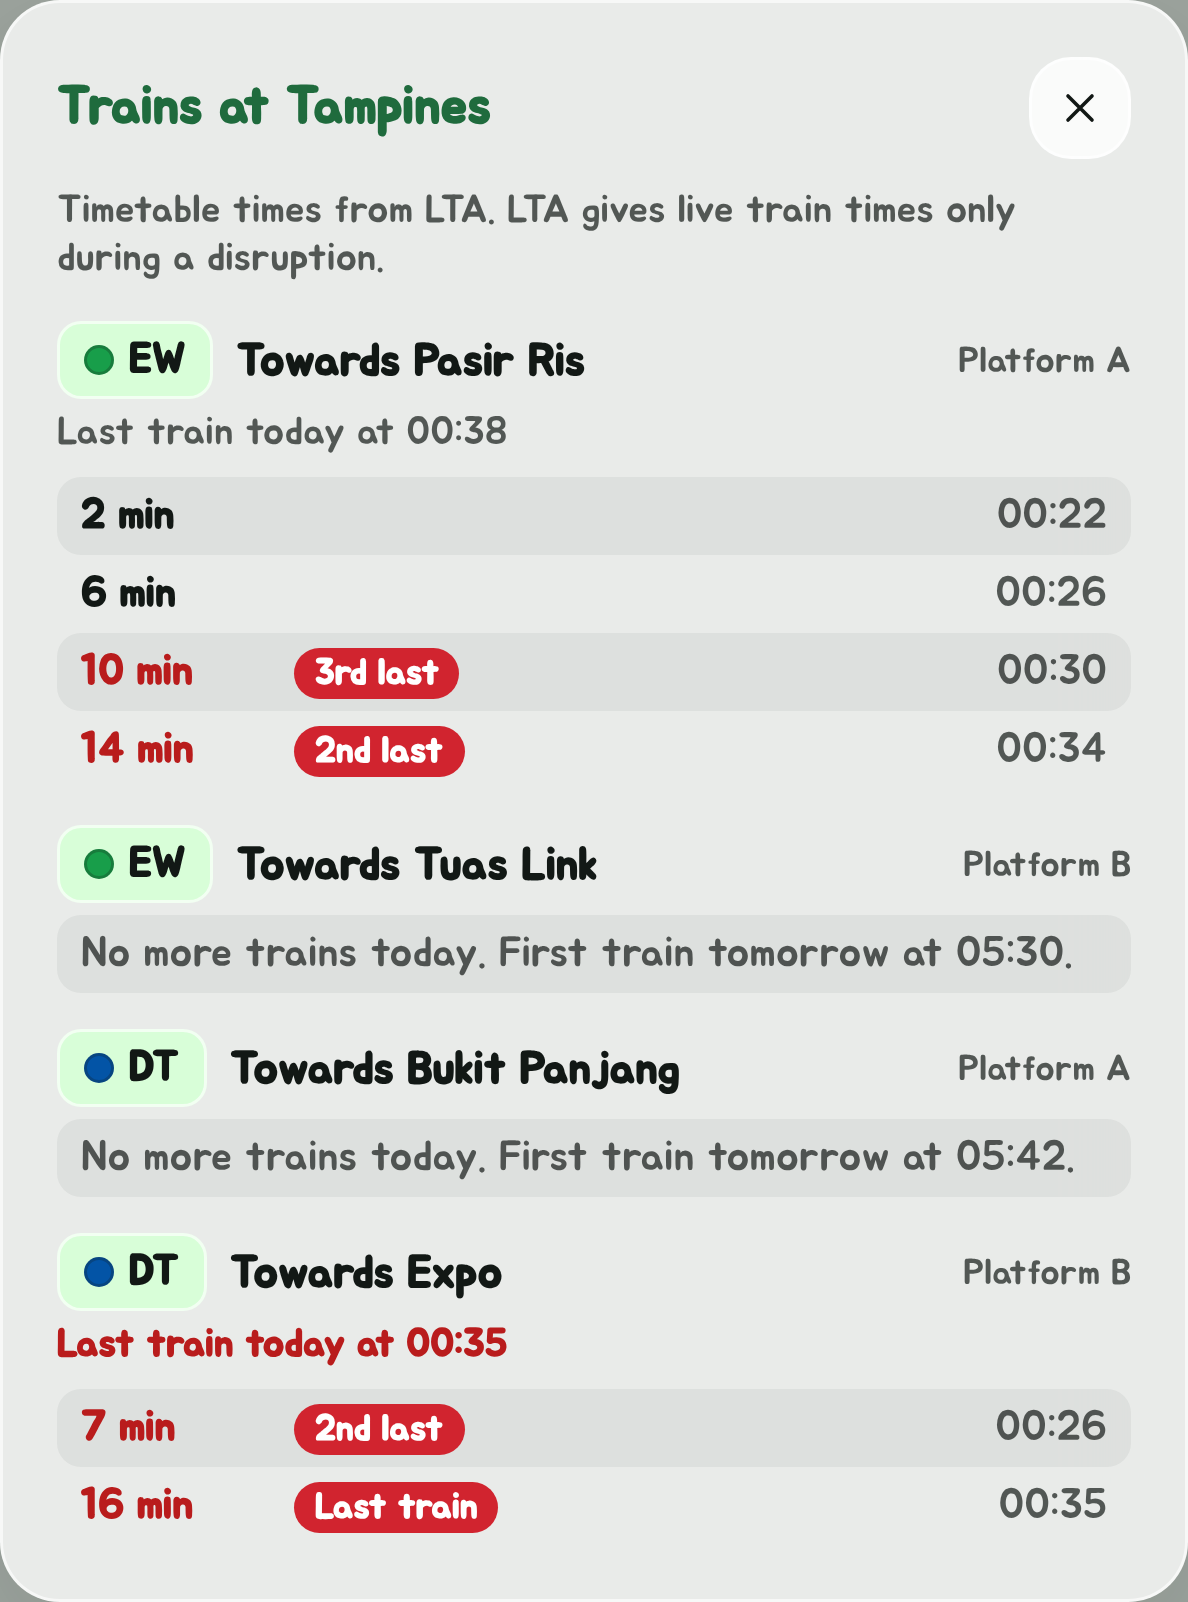 Trains at Tampines
Timetable times from LTA. LTA gives live train times only
during a disruption.
EW Towards Pasir Ris Platform A
Last train today at 00:38
2 min 00:22
6 min 00:26
10 min 3rd last 00:30
14 min 2nd last 00:34
EW Towards Tuas Link Platform B
No more trains today. First train tomorrow at 05:30.
DT Towards Bukit Panjang Platform A
No more trains today. First train tomorrow at 05:42.
DT Towards Expo Platform B
Last train today at 00:35
7 min 2nd last 00:26
16 min Last train 00:35